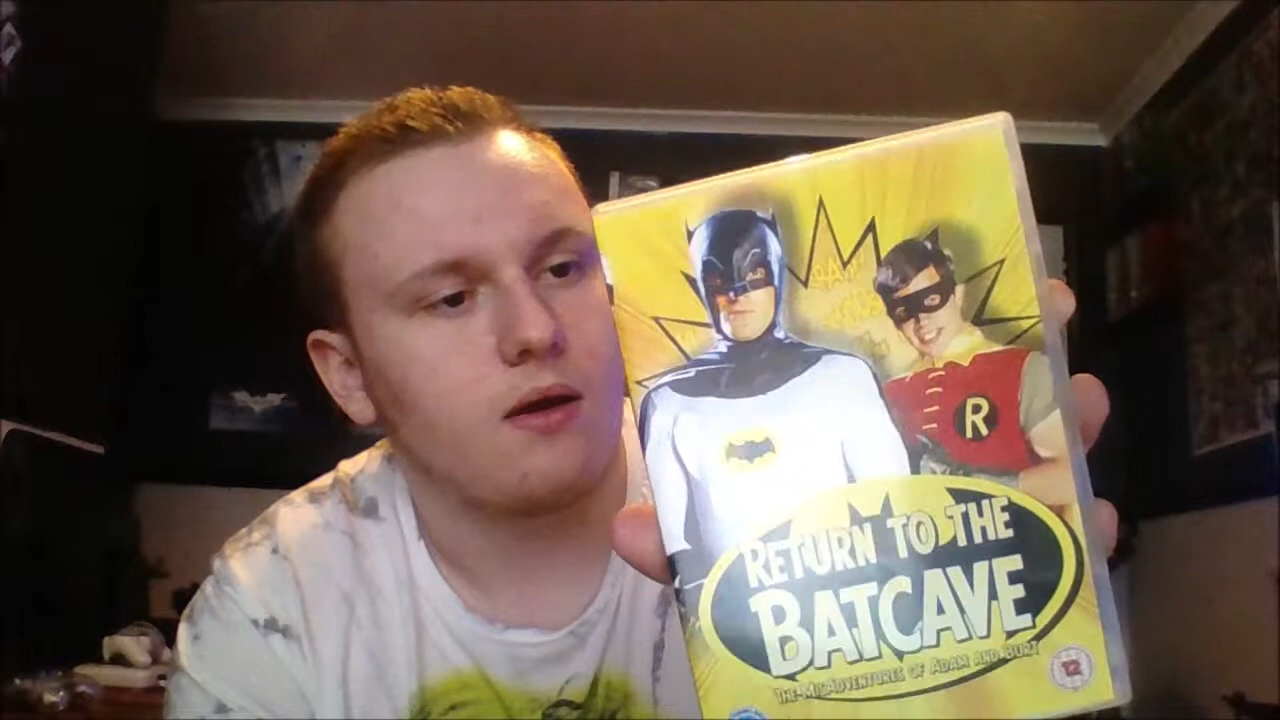 R
RETURN TO THE
BATCAVE
THE MISADVENTURES OF ADAM AND BURT
12